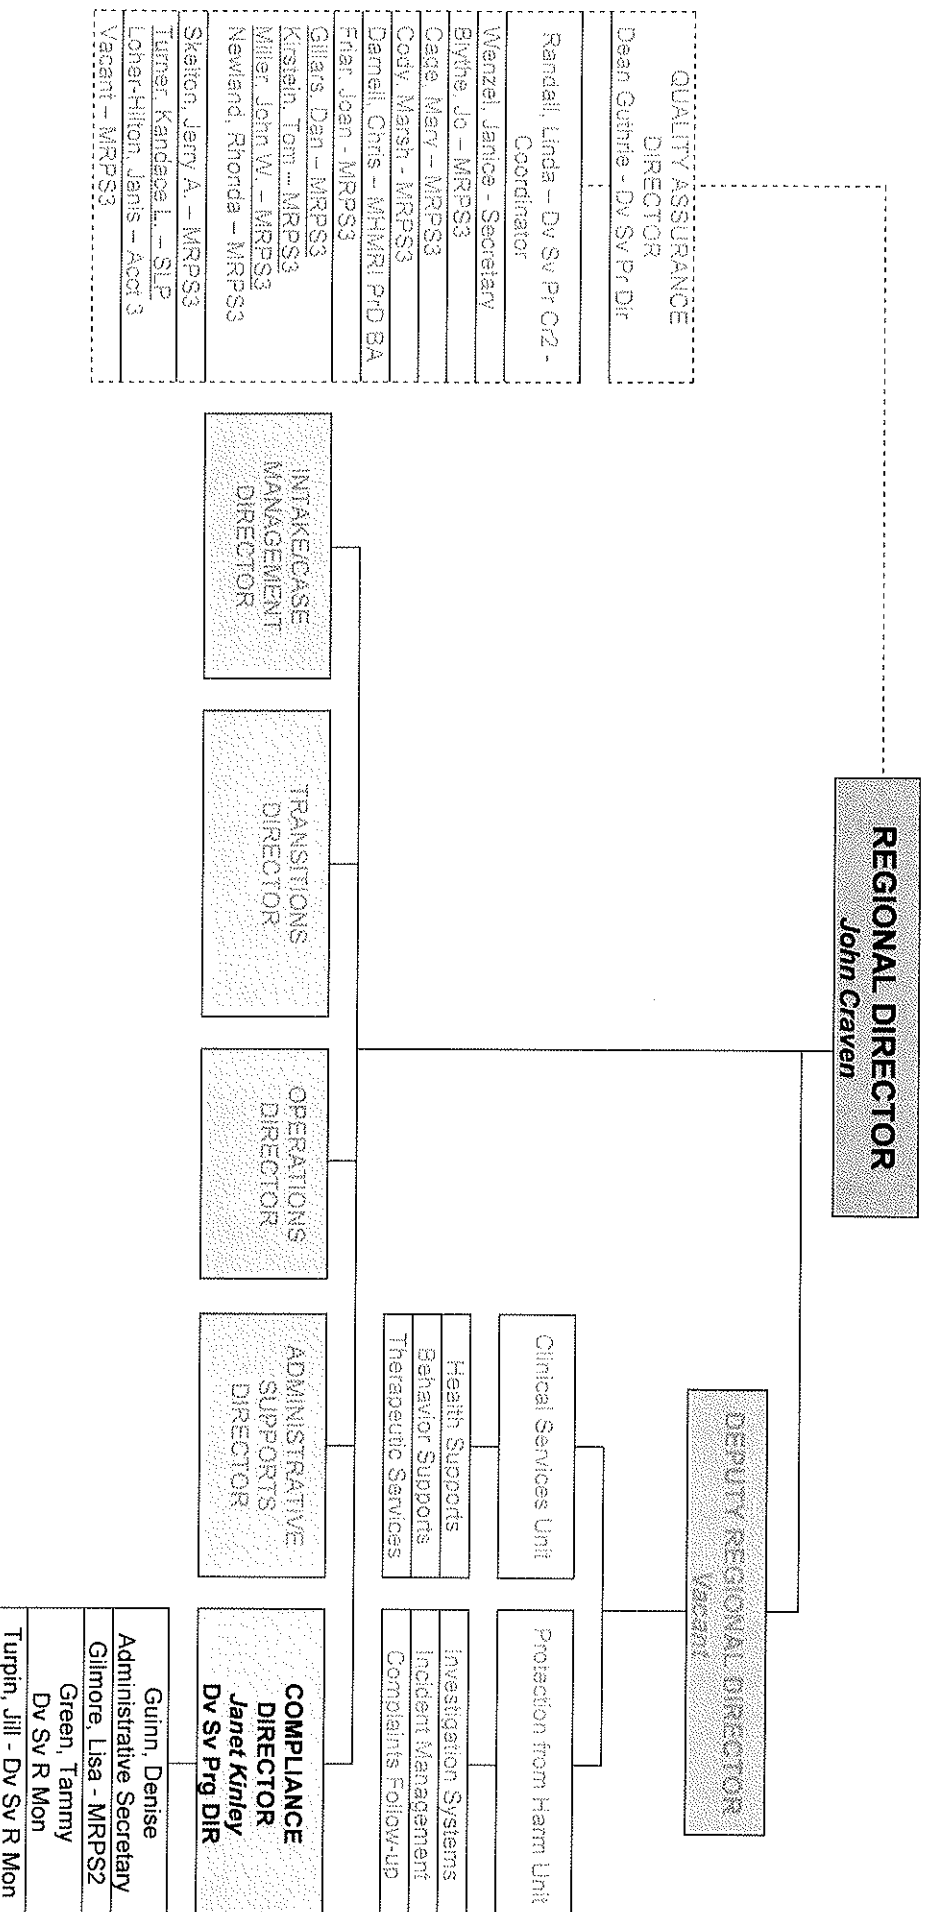 REGIONAL DIRECTOR
John Craven
DEPUTY REGIONAL DIRECTOR
Vacant
QUALITY ASSURANCE
DIRECTOR
Dean Guthrie - Dv Sv Pr Dir
Randall, Linda – Dv Sv Pr Cr2 -
Coordinator
Wenzel, Janice - Secretary
Blythe, Jo – MRPS3
Cage, Mary – MRPS3
Cody, Marsh - MRPS3
Darnell, Chris – MHMRI PrD BA
Friar, Joan - MRPS3
Gillars, Dan – MRPS3
Kirstein, Tom – MRPS3
Miller, John W. – MRPS3
Newland, Rhonda – MRPS3
Skelton, Jerry A. – MRPS3
Turner, Kandace L. – SLP
Loher-Hilton, Janis – Acct 3
Vacant – MRPS3
Clinical Services Unit
Health Supports
Behavior Supports
Therapeutic Services
Protection from Harm Unit
Investigation Systems
Incident Management
Complaints Follow-up
INTAKE/CASE
MANAGEMENT
DIRECTOR
TRANSITIONS
DIRECTOR
OPERATIONS
DIRECTOR
ADMINISTRATIVE
SUPPORTS
DIRECTOR
COMPLIANCE
DIRECTOR
Janet Kinley
Dv Sv Prg DIR
Guinn, Denise
Administrative Secretary
Gilmore, Lisa - MRPS2
Green, Tammy
Dv Sv R Mon
Turpin, Jill - Dv Sv R Mon